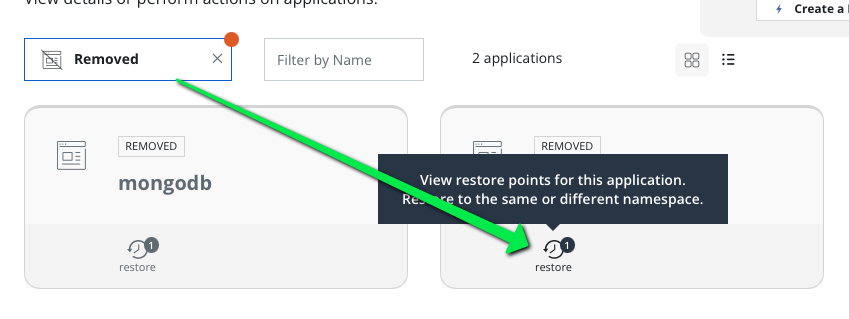 View details or perform actions on applications.
Create a
Removed
Filter by Name
2 applications
REMOVED
mongodb
1
restore
REMOVED
View restore points for this application.
Restore to the same or different namespace.
1
restore